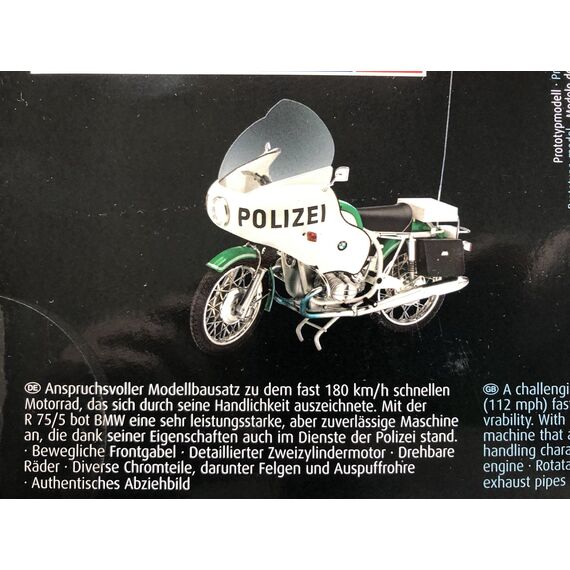 POLIZEI
DE Anspruchsvoller Modellbausatz zu dem fast 180 km/h schnellen
Motorrad, das sich durch seine Handlichkeit auszeichnete. Mit der
R 75/5 bot BMW eine sehr leistungsstarke, aber zuverlässige Maschine
an, die dank seiner Eigenschaften auch im Dienste der Polizei stand.
· Bewegliche Frontgabel · Detaillierter Zweizylindermotor · Drehbare
Räder · Diverse Chromteile, darunter Felgen und Auspuffrohre
· Authentisches Abziehbild
GB A challengi
(112 mph) fas
vrability. With
machine that a
handling chara
engine · Rotata
exhaust pipes
Prototypmodell · Pr